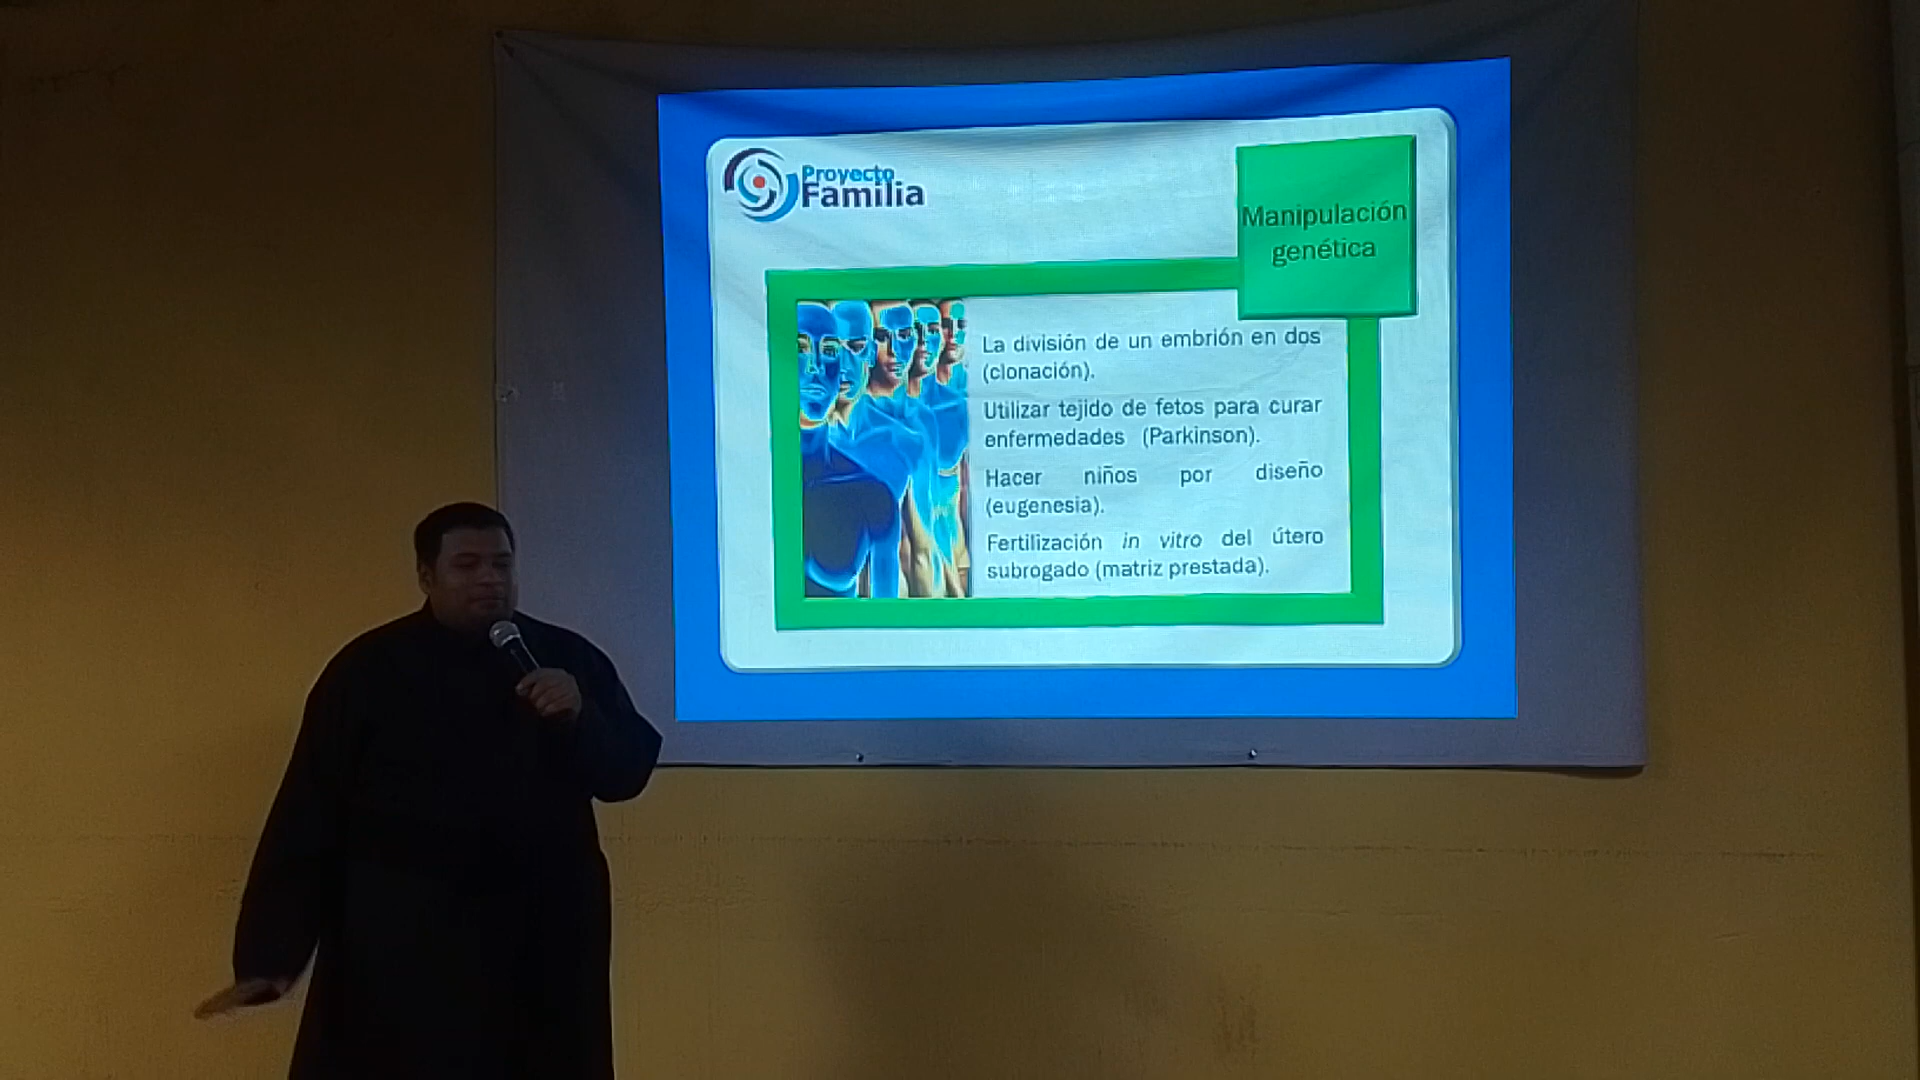 Proyecto
Familia
Manipulación
genética
La división de un embrión en dos
(clonación).
Utilizar tejido de fetos para curar
enfermedades (Parkinson).
Hacer niños por diseño
(eugenesia).
Fertilización in vitro del útero
subrogado (matriz prestada).